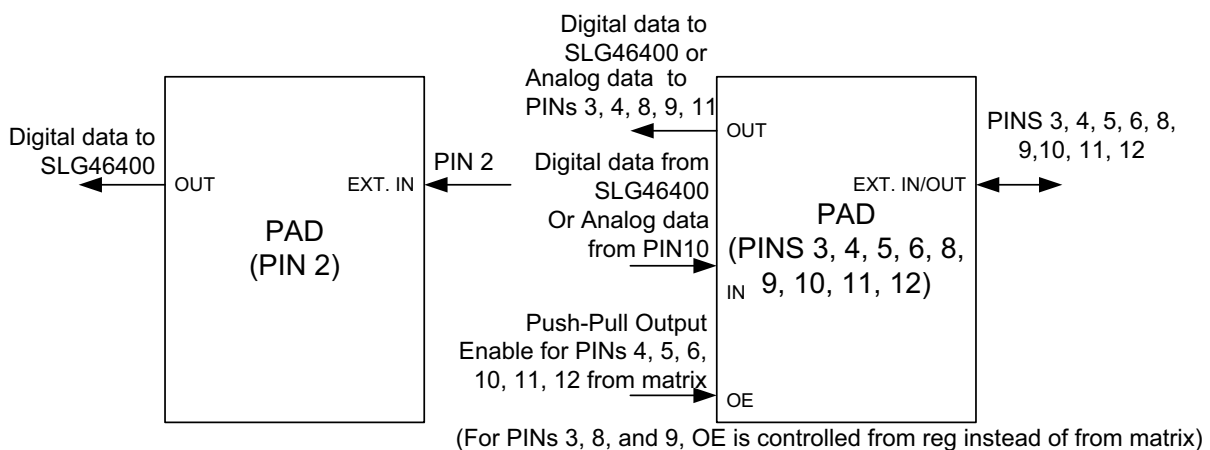 Digital data to
SLG46400
OUT
EXT. IN
PIN 2
PAD
(PIN 2)
Digital data to
SLG46400 or
Analog data to
PINs 3, 4, 8, 9, 11
OUT
Digital data from
SLG46400
Or Analog data
from PIN10
IN
Push-Pull Output
Enable for PINs 4, 5, 6,
10, 11, 12 from matrix
OE
EXT. IN/OUT
PAD
(PINS 3, 4, 5, 6, 8,
9, 10, 11, 12)
PINS 3, 4, 5, 6, 8,
9,10, 11, 12
(For PINs 3, 8, and 9, OE is controlled from reg instead of from matrix)